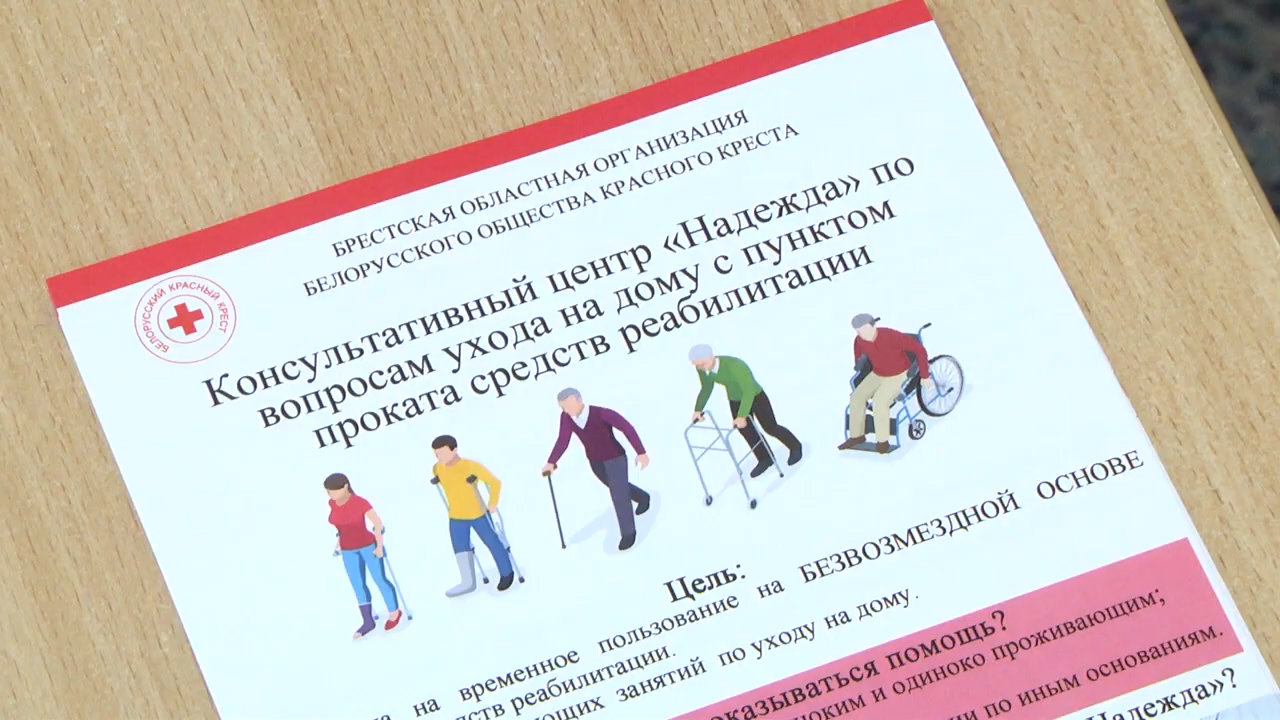 БРЕСТСКАЯ ОБЛАСТНАЯ ОРГАНИЗАЦИЯ
БЕЛОРУССКОГО ОБЩЕСТВА КРАСНОГО КРЕСТА
БЕЛОРУССКИЙ КРАСНЫЙ КРЕСТ
Консультативный центр «Надежда» по
вопросам ухода на дому с пунктом
проката средств реабилитации
Цель:
на временное пользование на БЕЗВОЗМЕЗДНОЙ ОСНОВЕ
реабилитации.
занятий по уходу на дому.
помощь?
и одиноко проживающим;
по иным основаниям.
«Надежда»?